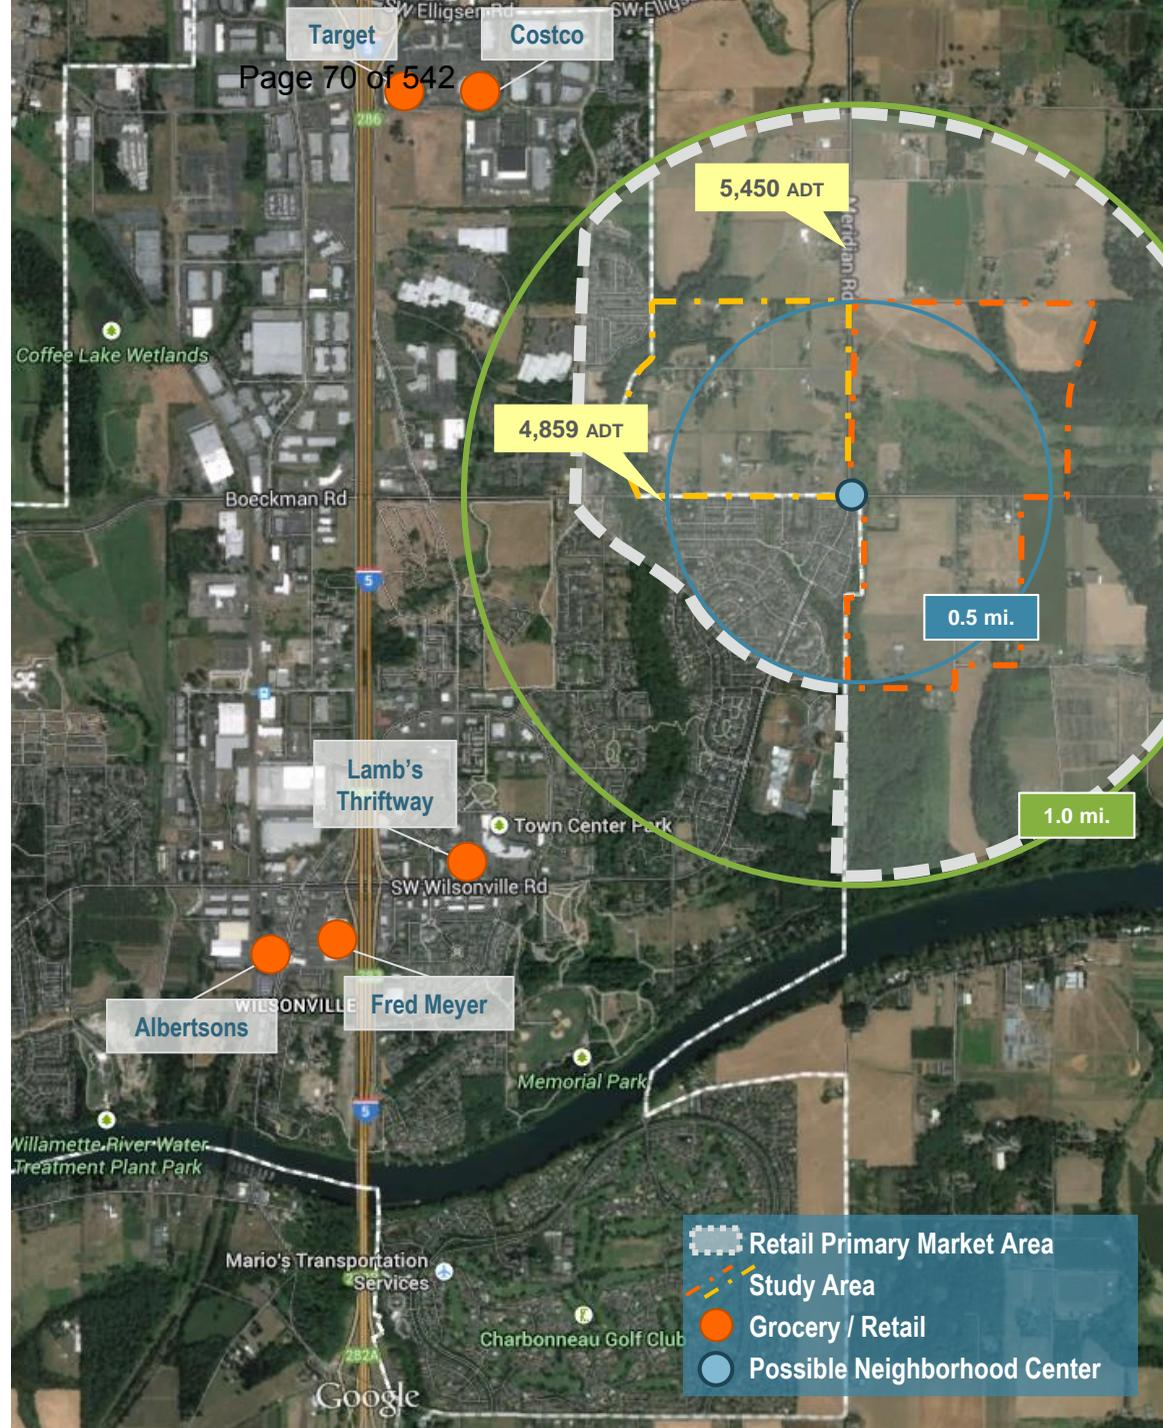 SW Elligsen Rd
SW Ellig
Target
Costco
Page 70 of 542
286
5,450 ADT
Meridian Rd
Coffee Lake Wetlands
4,859 ADT
Boeckman Rd
5
0.5 mi.
Lamb's
Thriftway
Town Center Park
1.0 mi.
SW Wilsonville Rd
WILSONVILLE
Fred Meyer
Albertsons
Memorial Park
5
Willamette River Water
Treatment Plant Park
Mario's Transportation
Services
Charbonneau Golf Club
282A
Google
Retail Primary Market Area
Study Area
Grocery / Retail
Possible Neighborhood Center